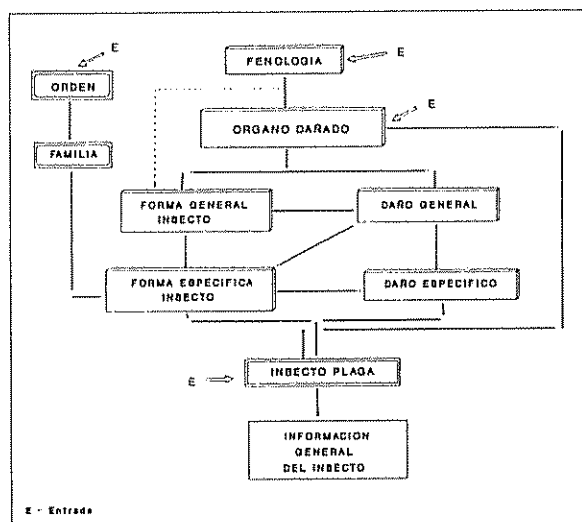 E
FENOLOGIA
E
ORDEN
E
ORGANO DAÑADO
FAMILIA
FORMA GENERAL
INSECTO
DAÑO GENERAL
FORMA ESPECIFICA
INSECTO
DAÑO ESPECIFICO
E
INSECTO PLAGA
INFORMACION
GENERAL
DEL INSECTO
E - Entrada